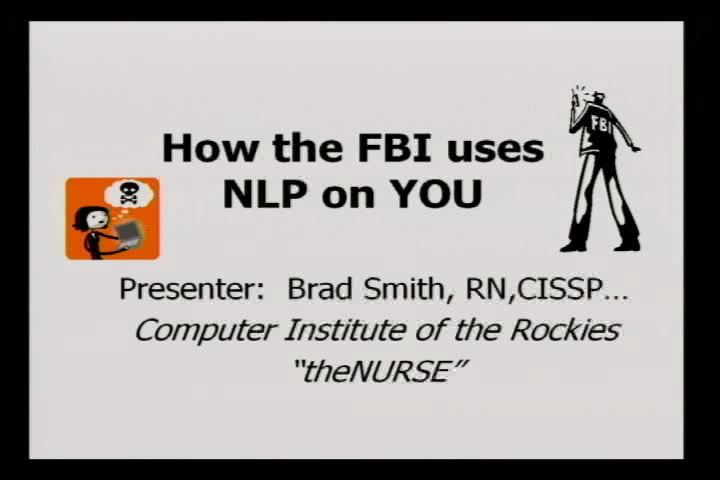 How the FBI uses
NLP on YOU
FBI
Presenter: Brad Smith, RN,CISSP...
Computer Institute of the Rockies
"theNURSE"